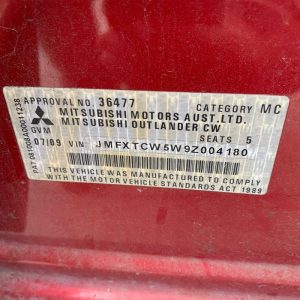 APPROVAL NO. 36477 CATEGORY MC
MITSUBISHI MOTORS AUST.LTD.
MITSUBISHI OUTLANDER CW
GVM SEATS 5
07/09 VIN JMFXTCW5W9Z004180
THIS VEHICLE WAS MANUFACTURED TO COMPLY
WITH THE MOTOR VEHICLE STANDARDS ACT 1989